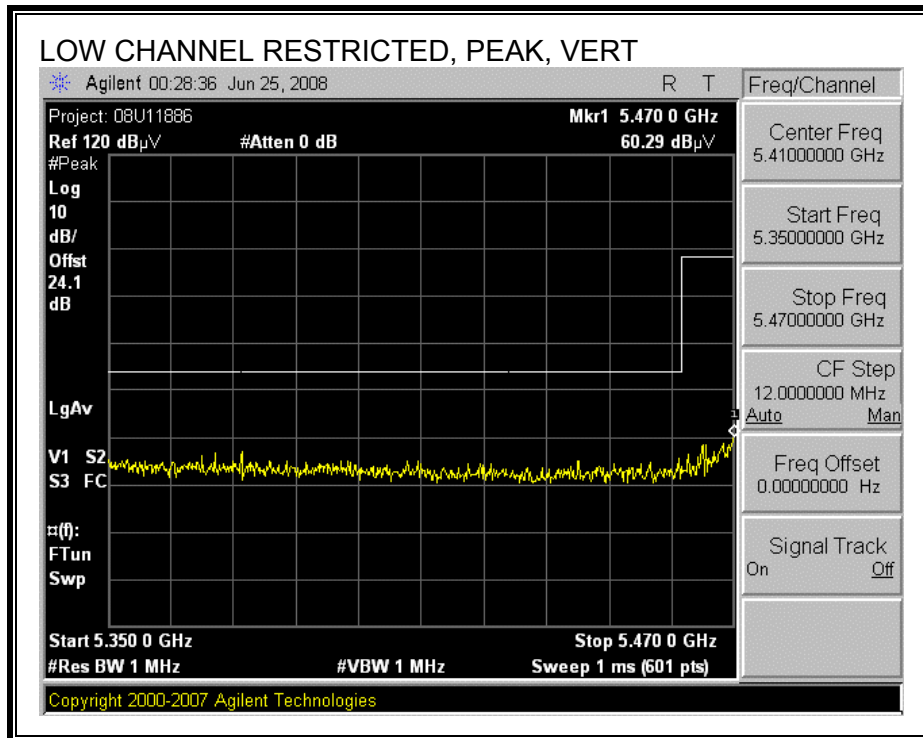 LOW CHANNEL RESTRICTED, PEAK, VERT
Agilent 00:28:36 Jun 25, 2008 R T
Freq/Channel
Project: 08U11886 Mkr1 5.470 0 GHz
Ref 120 dBµV #Atten 0 dB 60.29 dBµV
#Peak
Log
10
dB/
Offst
24.1
dB
LgAv
V1 S2
S3 FC
¤(f):
FTun
Swp
1
Start 5.350 0 GHz Stop 5.470 0 GHz
#Res BW 1 MHz #VBW 1 MHz Sweep 1 ms (601 pts)
Center Freq
5.41000000 GHz
Start Freq
5.35000000 GHz
Stop Freq
5.47000000 GHz
CF Step
12.0000000 MHz
Auto Man
Freq Offset
0.00000000 Hz
Signal Track
On Off
Copyright 2000-2007 Agilent Technologies